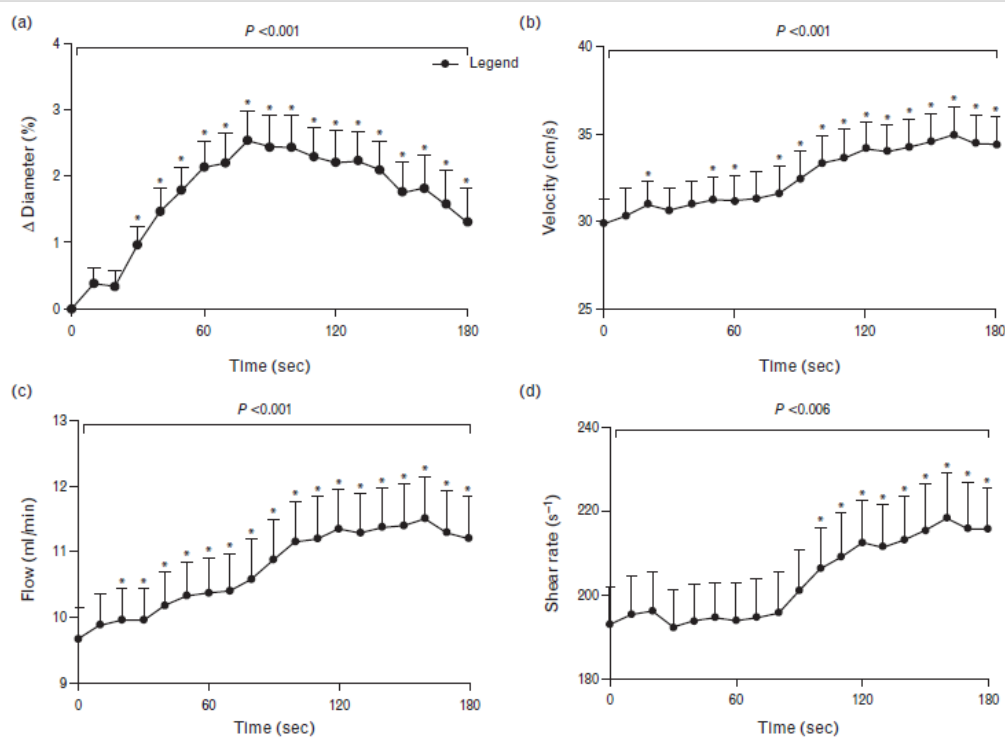 (a)
P <0.001
4
3
2
1
0
Δ Diameter (%)
Legend
* * * * * * * * * * * * * * *
0 60 120 180
Time (sec)
(b)
P <0.001
40
35
30
25
Velocity (cm/s)
* * * * * * * * * * * * *
0 60 120 180
Time (sec)
(c)
P <0.001
13
12
11
10
9
Flow (ml/min)
* * * * * * * * * * * * * * * * *
0 60 120 180
Time (sec)
(d)
P <0.006
240
220
200
180
Shear rate (s⁻¹)
* * * * * * * * *
0 60 120 180
Time (sec)